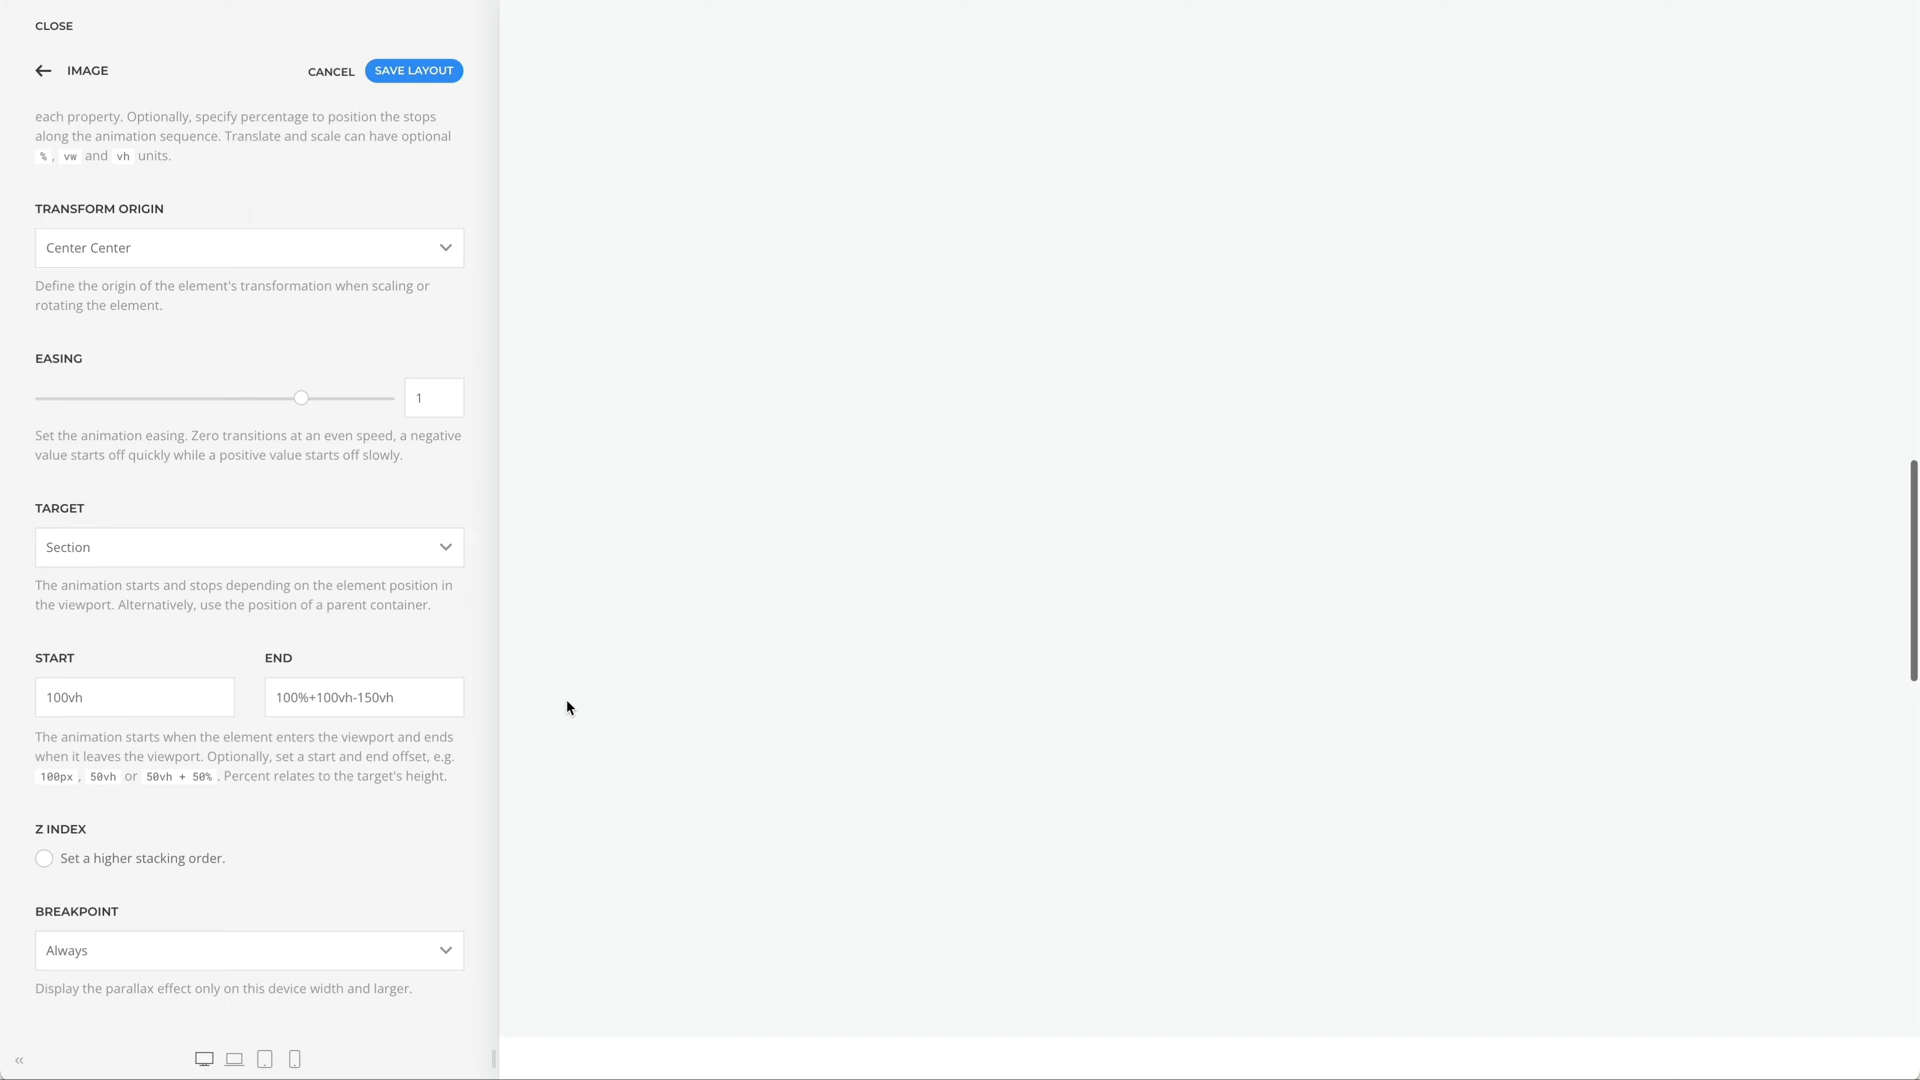 CLOSE
IMAGE
CANCEL
SAVE LAYOUT
each property. Optionally, specify percentage to position the stops
along the animation sequence. Translate and scale can have optional
%, vw and vh units.
TRANSFORM ORIGIN
Center Center
Define the origin of the element's transformation when scaling or
rotating the element.
EASING
1
Set the animation easing. Zero transitions at an even speed, a negative
value starts off quickly while a positive value starts off slowly.
TARGET
Section
The animation starts and stops depending on the element position in
the viewport. Alternatively, use the position of a parent container.
START
END
100vh
100%+100vh-150vh
The animation starts when the element enters the viewport and ends
when it leaves the viewport. Optionally, set a start and end offset, e.g.
100px, 50vh or 50vh + 50%. Percent relates to the target's height.
Z INDEX
Set a higher stacking order.
BREAKPOINT
Always
Display the parallax effect only on this device width and larger.